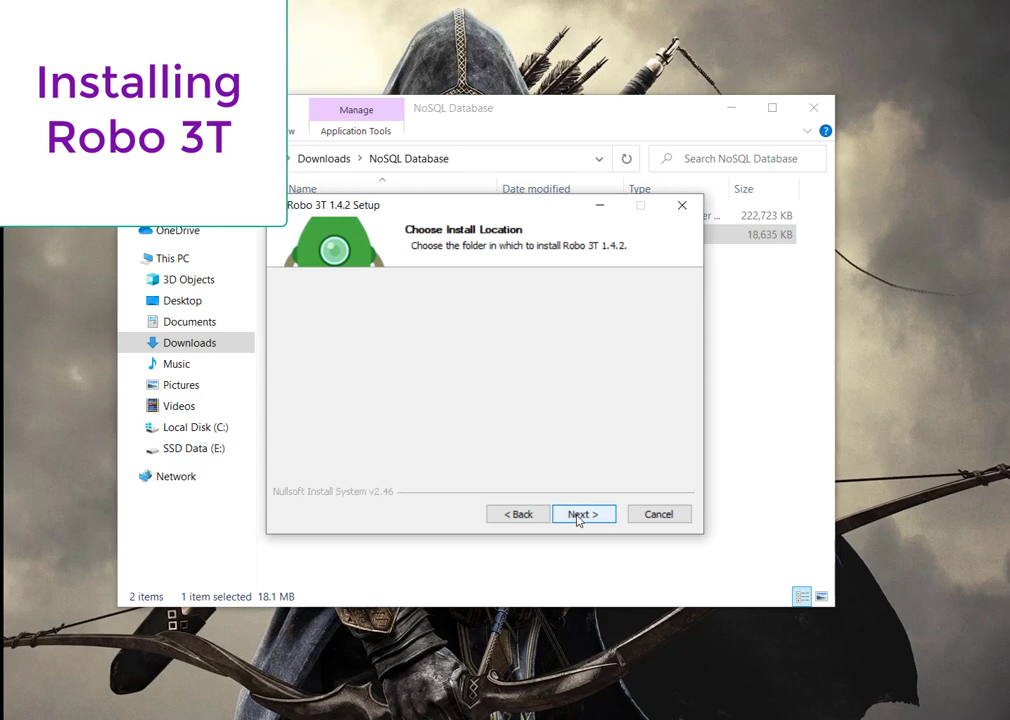 Installing
Robo 3T
Manage
NoSQL Database
w
Application Tools
?
Downloads > NoSQL Database
Search NoSQL Database
Name
Date modified
Type
Size
er ...
222,723 KB
18,635 KB
Robo 3T 1.4.2 Setup
Choose Install Location
Choose the folder in which to install Robo 3T 1.4.2.
OneDrive
This PC
3D Objects
Desktop
Documents
Downloads
Music
Pictures
Videos
Local Disk (C:)
SSD Data (E:)
Network
Nullsoft Install System v2.46
< Back
Next >
Cancel
2 items
1 item selected
18.1 MB